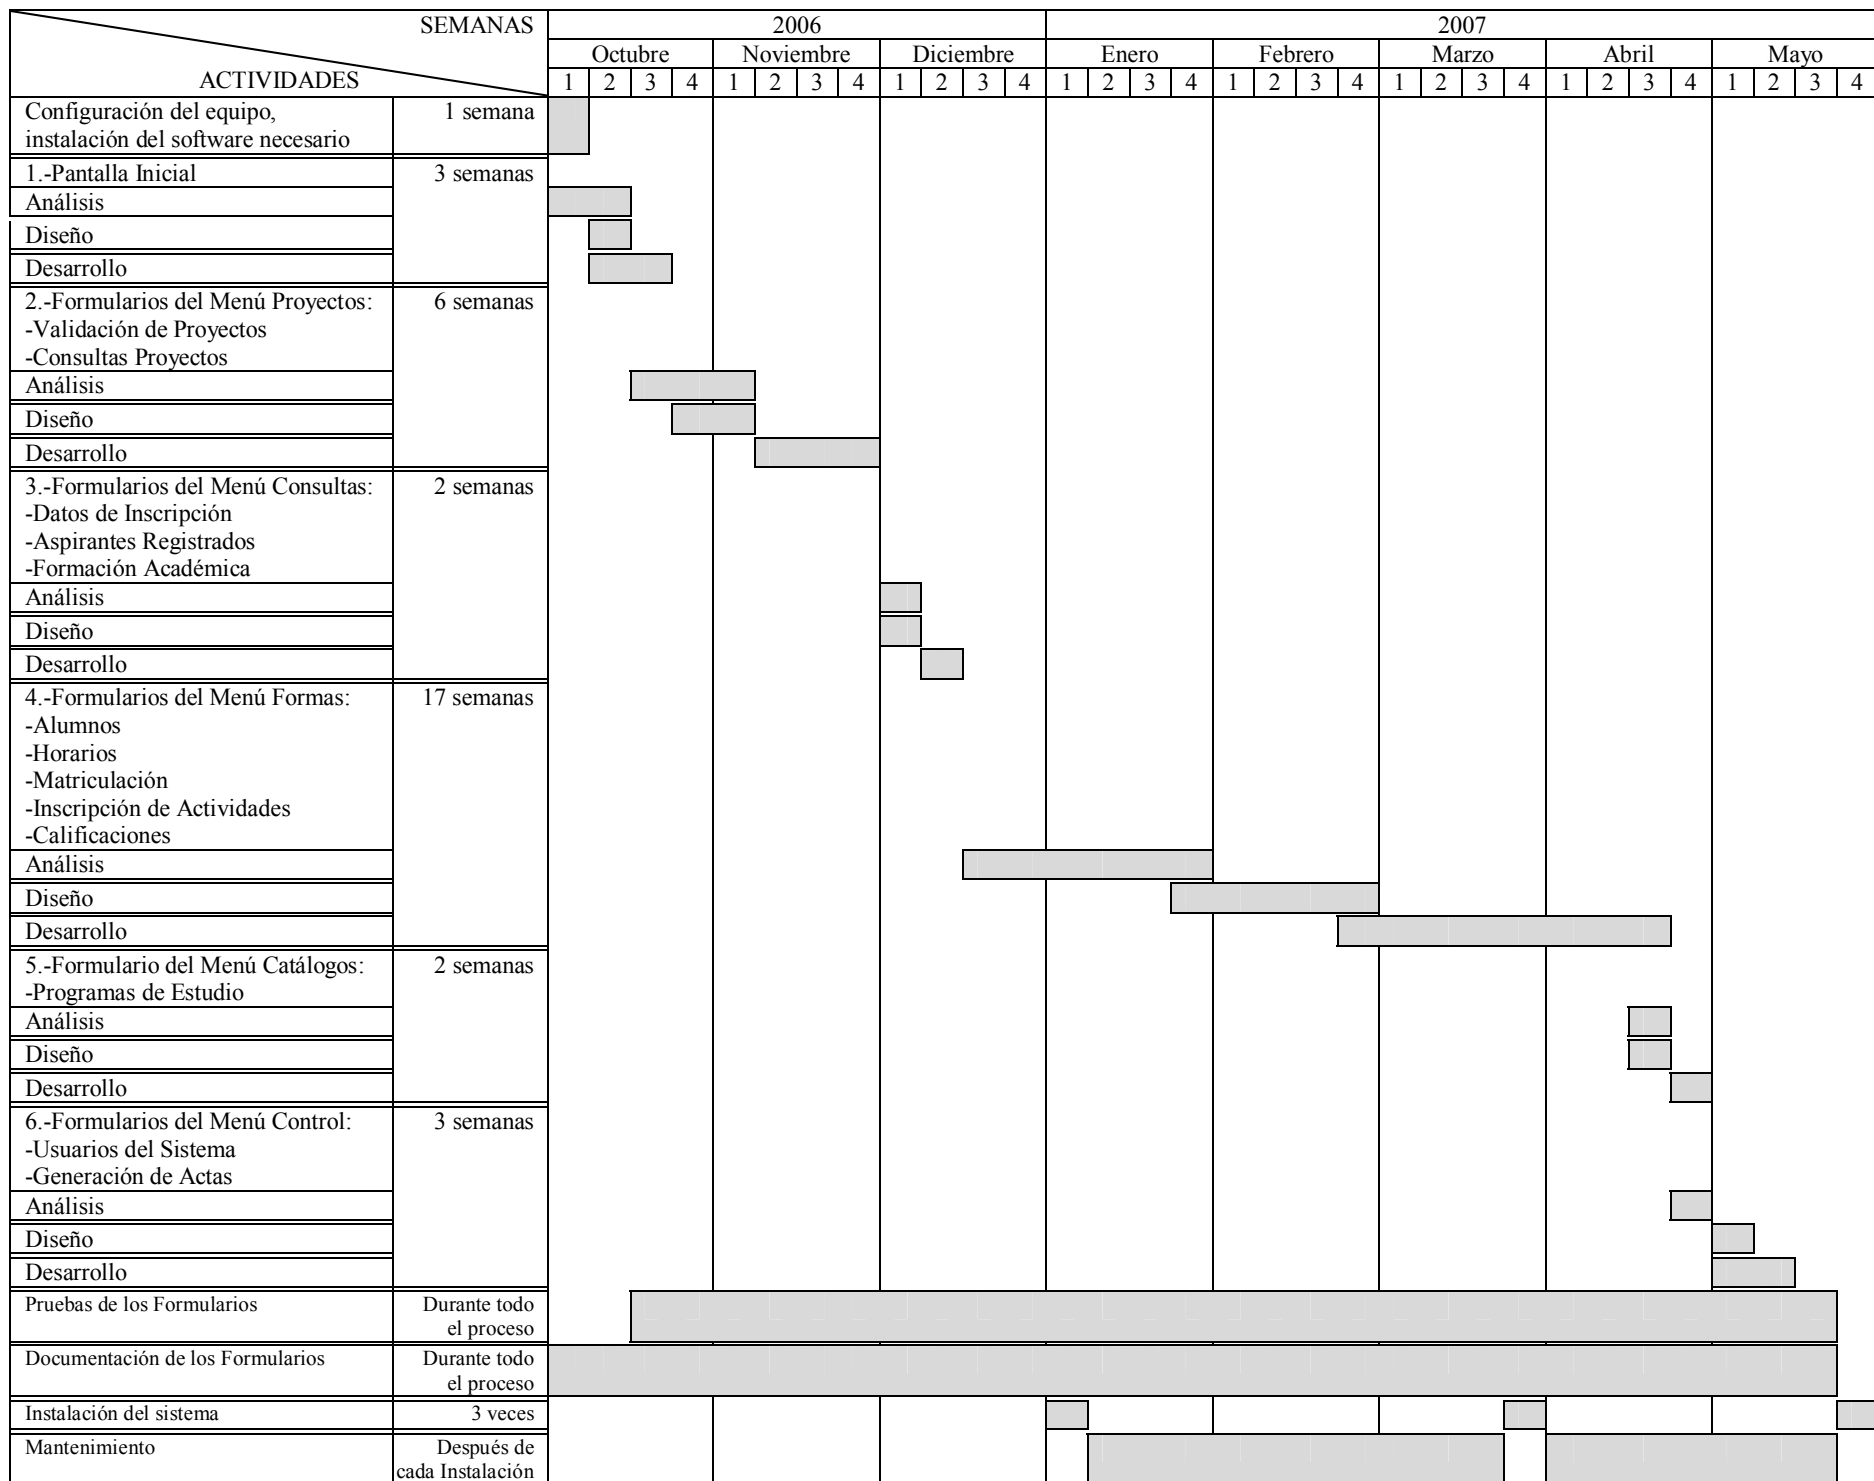 SEMANAS 2006 2007
Octubre Noviembre Diciembre Enero Febrero Marzo Abril Mayo
ACTIVIDADES 1 2 3 4 1 2 3 4 1 2 3 4 1 2 3 4 1 2 3 4 1 2 3 4 1 2 3 4 1 2 3 4
Configuración del equipo, 1 semana
instalación del software necesario
1.-Pantalla Inicial 3 semanas
Análisis
Diseño
Desarrollo
2.-Formularios del Menú Proyectos: 6 semanas
-Validación de Proyectos
-Consultas Proyectos
Análisis
Diseño
Desarrollo
3.-Formularios del Menú Consultas: 2 semanas
-Datos de Inscripción
-Aspirantes Registrados
-Formación Académica
Análisis
Diseño
Desarrollo
4.-Formularios del Menú Formas: 17 semanas
-Alumnos
-Horarios
-Matriculación
-Inscripción de Actividades
-Calificaciones
Análisis
Diseño
Desarrollo
5.-Formulario del Menú Catálogos: 2 semanas
-Programas de Estudio
Análisis
Diseño
Desarrollo
6.-Formularios del Menú Control: 3 semanas
-Usuarios del Sistema
-Generación de Actas
Análisis
Diseño
Desarrollo
Pruebas de los Formularios Durante todo
el proceso
Documentación de los Formularios Durante todo
el proceso
Instalación del sistema 3 veces
Mantenimiento Después de
cada Instalación